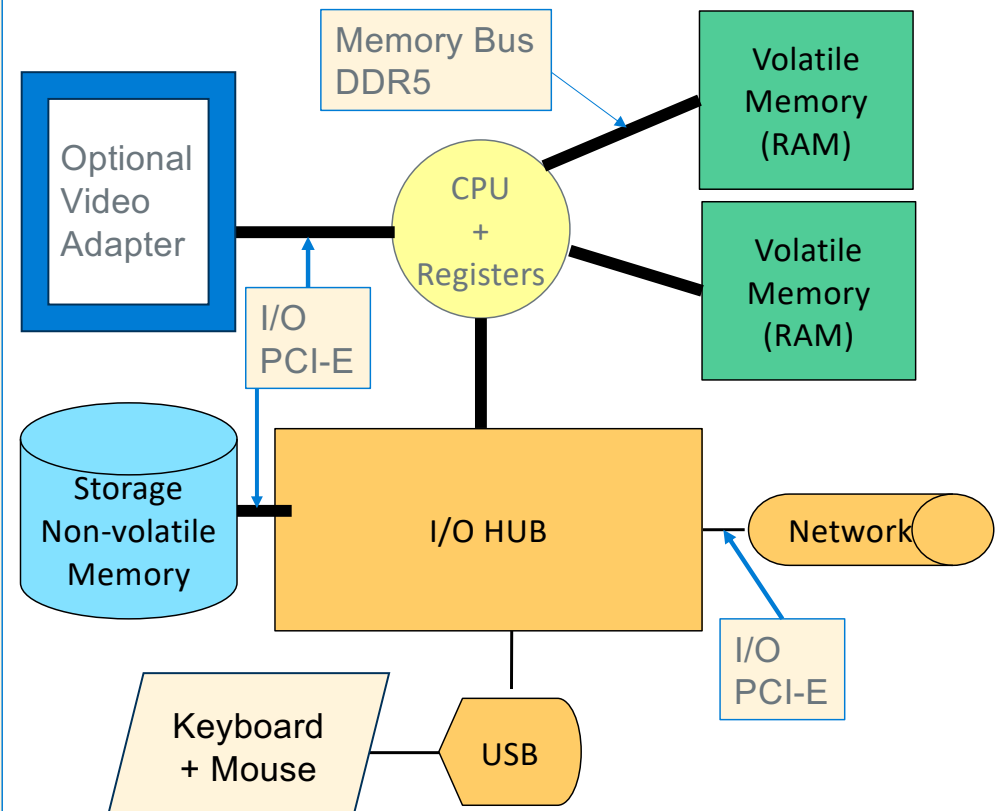 Memory Bus
DDR5
Volatile
Memory
(RAM)
Optional
Video
Adapter
CPU
+
Registers
Volatile
Memory
(RAM)
I/O
PCI-E
Storage
Non-volatile
Memory
I/O HUB
Network
I/O
PCI-E
Keyboard
+ Mouse
USB